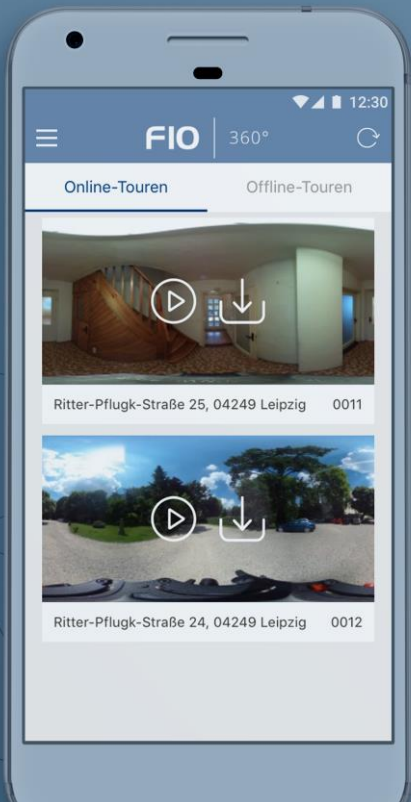 12:30
FIO 360°
Online-Touren Offline-Touren
Ritter-Pflugk-Straße 25, 04249 Leipzig 0011
Ritter-Pflugk-Straße 24, 04249 Leipzig 0012